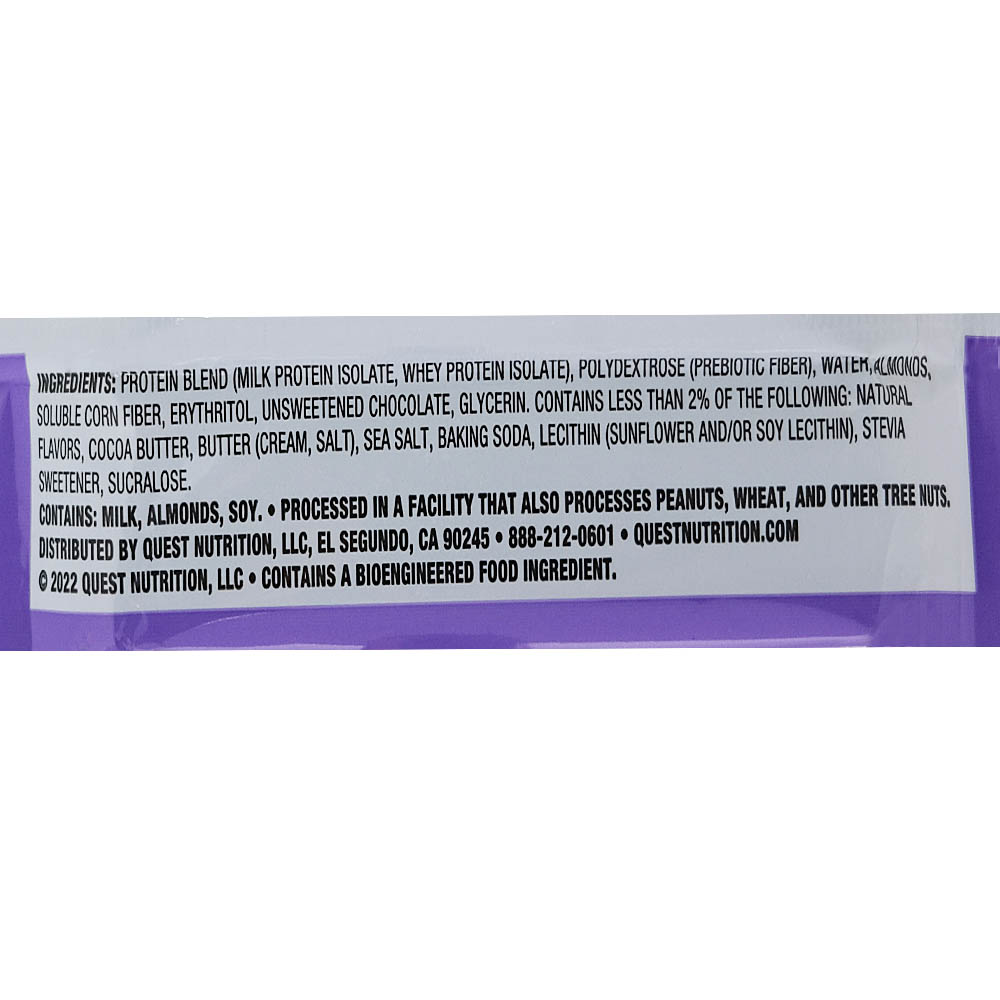 INGREDIENTS: PROTEIN BLEND (MILK PROTEIN ISOLATE, WHEY PROTEIN ISOLATE), POLYDEXTROSE (PREBIOTIC FIBER), WATER, ALMONDS,
SOLUBLE CORN FIBER, ERYTHRITOL, UNSWEETENED CHOCOLATE, GLYCERIN. CONTAINS LESS THAN 2% OF THE FOLLOWING: NATURAL
FLAVORS, COCOA BUTTER, BUTTER (CREAM, SALT), SEA SALT, BAKING SODA, LECITHIN (SUNFLOWER AND/OR SOY LECITHIN), STEVIA
SWEETENER, SUCRALOSE.
CONTAINS: MILK, ALMONDS, SOY. • PROCESSED IN A FACILITY THAT ALSO PROCESSES PEANUTS, WHEAT, AND OTHER TREE NUTS.
DISTRIBUTED BY QUEST NUTRITION, LLC, EL SEGUNDO, CA 90245 • 888-212-0601 • QUESTNUTRITION.COM
© 2022 QUEST NUTRITION, LLC • CONTAINS A BIOENGINEERED FOOD INGREDIENT.